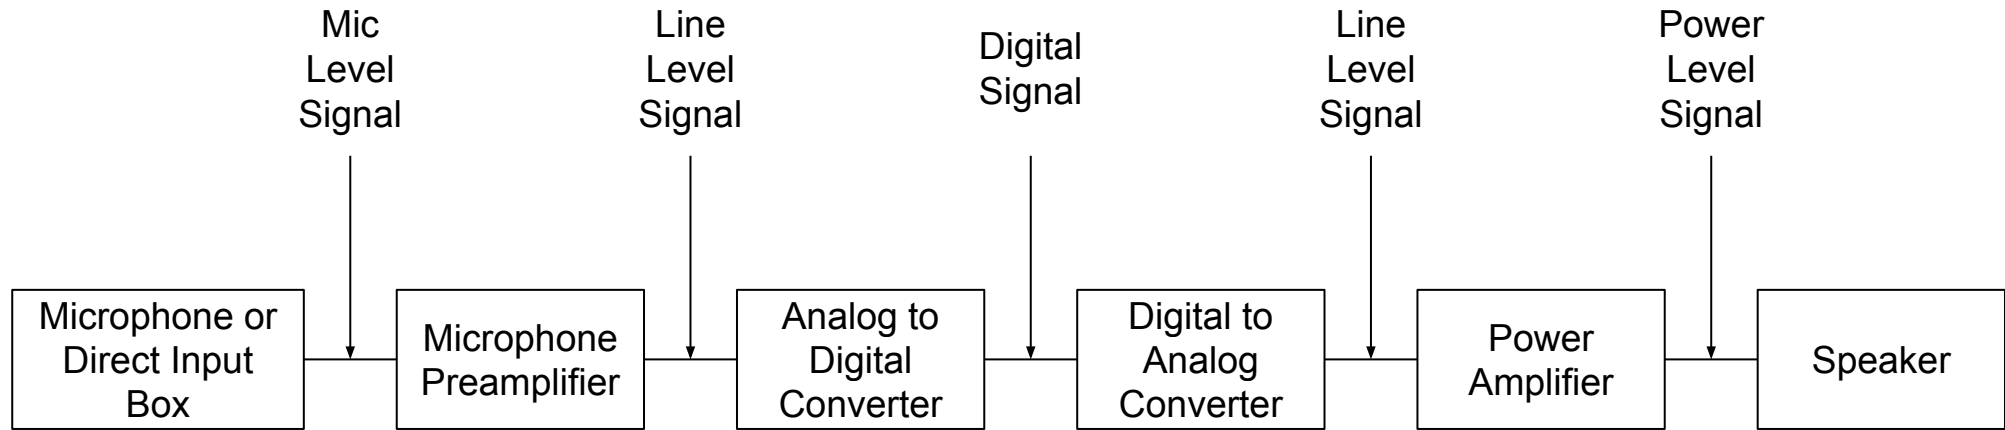 Mic
Level
Signal
Line
Level
Signal
Digital
Signal
Line
Level
Signal
Power
Level
Signal
Microphone or
Direct Input
Box
Microphone
Preamplifier
Analog to
Digital
Converter
Digital to
Analog
Converter
Power
Amplifier
Speaker